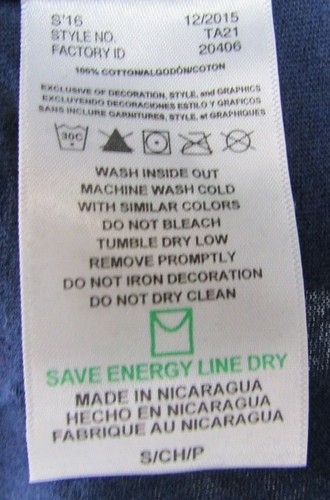 S'16 12/2015
STYLE NO. TA21
FACTORY ID 20406
100% COTTON/ALGODÓN/COTON
EXCLUSIVE OF DECORATION, STYLE, and GRAPHICS
EXCLUYENDO DECORACIONES ESTILO Y GRAFICOS
SANS INCLURE GARNITURES, STYLE, et GRAPHIQUES
30C
WASH INSIDE OUT
MACHINE WASH COLD
WITH SIMILAR COLORS
DO NOT BLEACH
TUMBLE DRY LOW
REMOVE PROMPTLY
DO NOT IRON DECORATION
DO NOT DRY CLEAN
SAVE ENERGY LINE DRY
MADE IN NICARAGUA
HECHO EN NICARAGUA
FABRIQUE AU NICARAGUA
S/CH/P